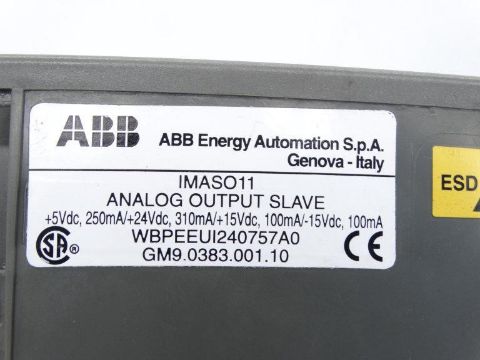 ABB
ABB Energy Automation S.p.A.
Genova - Italy
IMASO11
ANALOG OUTPUT SLAVE
+5Vdc, 250mA/+24Vdc, 310mA/+15Vdc, 100mA/-15Vdc, 100mA
WBPEEUI240757A0
GM9.0383.001.10
SA ®
ESD